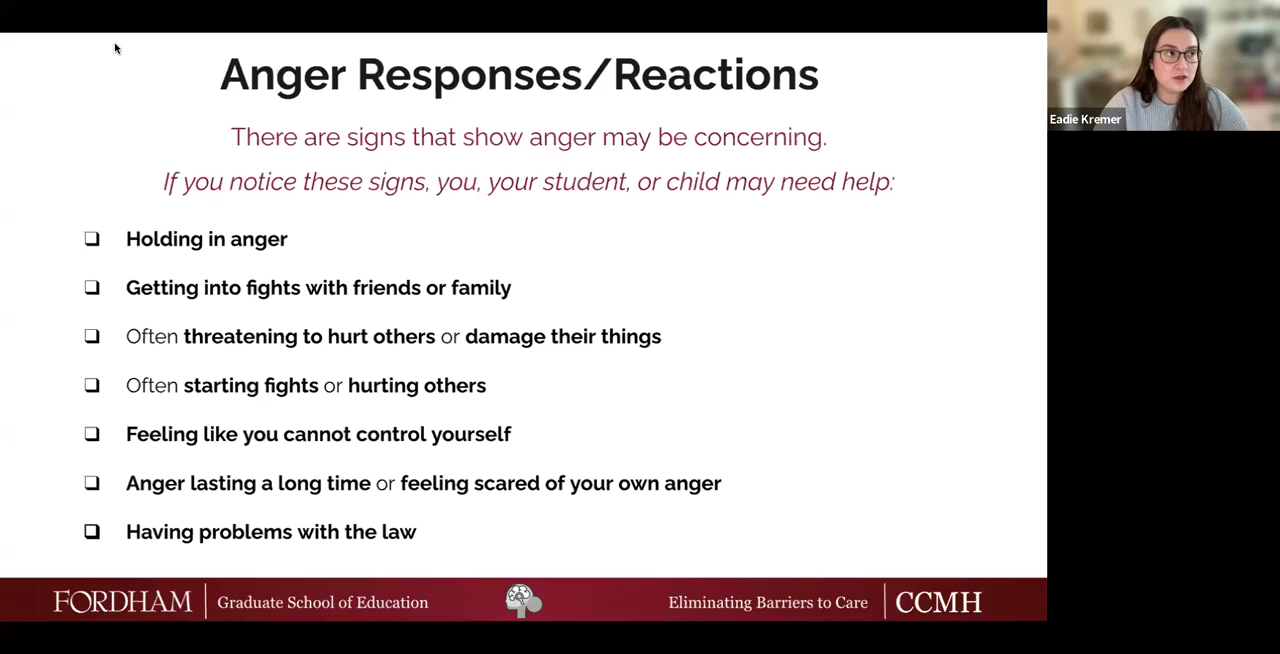 Anger Responses/Reactions
There are signs that show anger may be concerning.
If you notice these signs, you, your student, or child may need help:
❑ Holding in anger
❑ Getting into fights with friends or family
❑ Often threatening to hurt others or damage their things
❑ Often starting fights or hurting others
❑ Feeling like you cannot control yourself
❑ Anger lasting a long time or feeling scared of your own anger
❑ Having problems with the law
FORDHAM | Graduate School of Education
Eliminating Barriers to Care | CCMH
Eadie Kremer